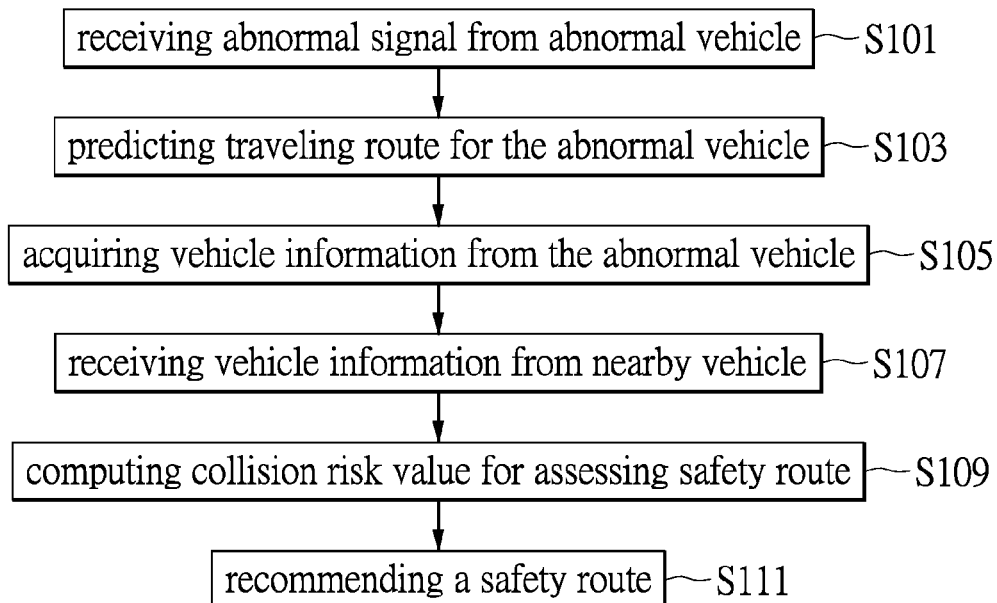 receiving abnormal signal from abnormal vehicle S101
predicting traveling route for the abnormal vehicle S103
acquiring vehicle information from the abnormal vehicle S105
receiving vehicle information from nearby vehicle S107
computing collision risk value for assessing safety route S109
recommending a safety route S111